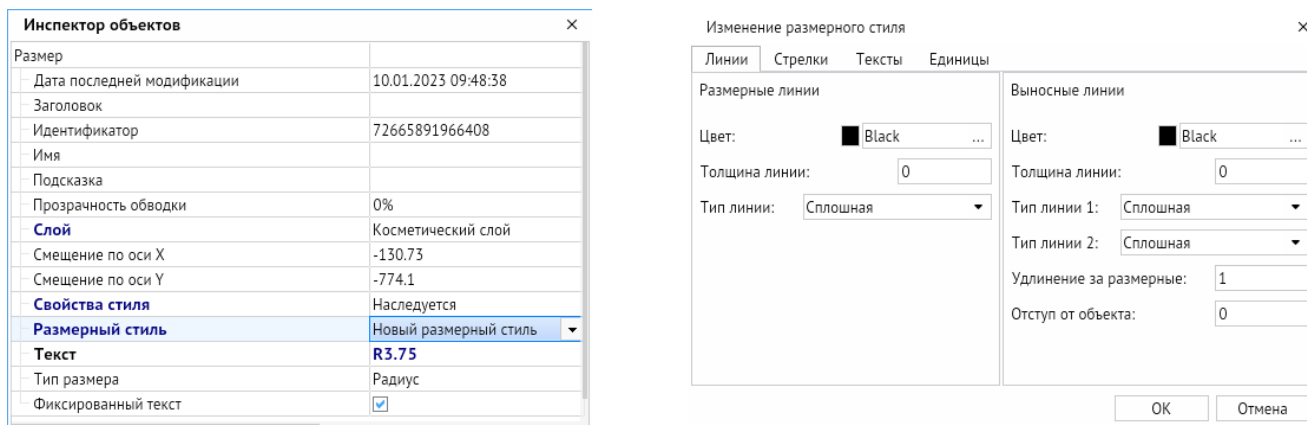 Инспектор объектов ×
Размер
Дата последней модификации 10.01.2023 09:48:38
Заголовок
Идентификатор 72665891966408
Имя
Подсказка
Прозрачность обводки 0%
Слой Косметический слой
Смещение по оси X -130.73
Смещение по оси Y -774.1
Свойства стиля Наследуется
Размерный стиль Новый размерный стиль
Текст R3.75
Тип размера Радиус
Фиксированный текст
Изменение размерного стиля ×
Линии Стрелки Тексты Единицы
Размерные линии
Цвет: Black ...
Толщина линии: 0
Тип линии: Сплошная
Выносные линии
Цвет: Black ...
Толщина линии: 0
Тип линии 1: Сплошная
Тип линии 2: Сплошная
Удлинение за размерные: 1
Отступ от объекта: 0
ОК Отмена